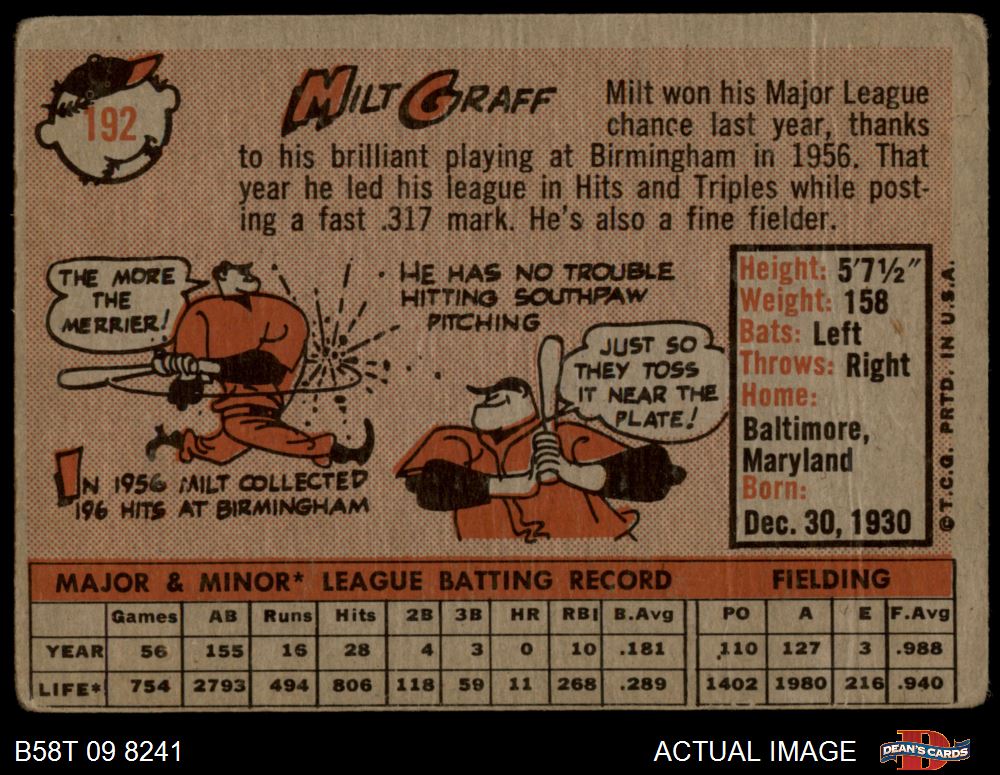 192
MILT GRAFF
Milt won his Major League
chance last year, thanks
to his brilliant playing at Birmingham in 1956. That
year he led his league in Hits and Triples while post-
ing a fast .317 mark. He's also a fine fielder.
THE MORE
THE
MERRIER!
IN 1956 MILT COLLECTED
196 HITS AT BIRMINGHAM
HE HAS NO TROUBLE
HITTING SOUTHPAW
PITCHING
JUST SO
THEY TOSS
IT NEAR THE
PLATE!
Height: 5'7½"
Weight: 158
Bats: Left
Throws: Right
Home:
Baltimore,
Maryland
Born:
Dec. 30, 1930
© T.C.G. PRTD. IN U.S.A.
MAJOR & MINOR* LEAGUE BATTING RECORD FIELDING
Games AB Runs Hits 2B 3B HR RBI B.Avg PO A E F.Avg
YEAR 56 155 16 28 4 3 0 10 .181 110 127 3 .988
LIFE* 754 2793 494 806 118 59 11 268 .289 1402 1980 216 .940
B58T 09 8241 ACTUAL IMAGE DEAN'S CARDS